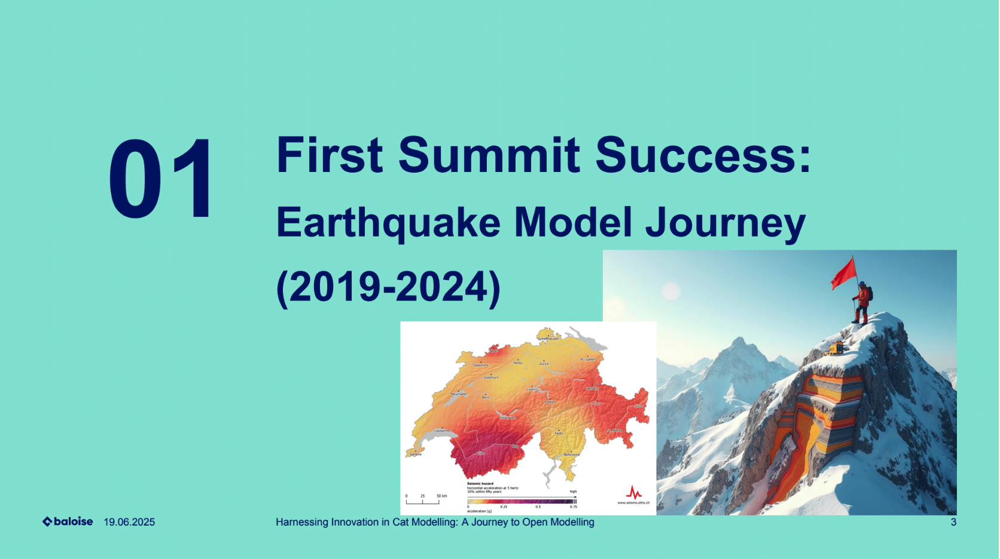 01
First Summit Success:
Earthquake Model Journey
(2019-2024)
Schaffhausen
Basel
Delémont
Aarau
Zürich
St. Gallen
Solothurn
Neuchâtel
Bern
Luzern
Sargans
Altdorf
Chur
Interlaken
Lausanne
Faido
St. Moritz
Brig
Sion
Genève
Bellinzona
Seismic hazard
horizontal acceleration at 5 hertz
10% within fifty years
high
0 25 50 km
0 0.25 0.5 0.75
acceleration [g]
www.seismo.ethz.ch
baloise 19.06.2025 Harnessing Innovation in Cat Modelling: A Journey to Open Modelling 3